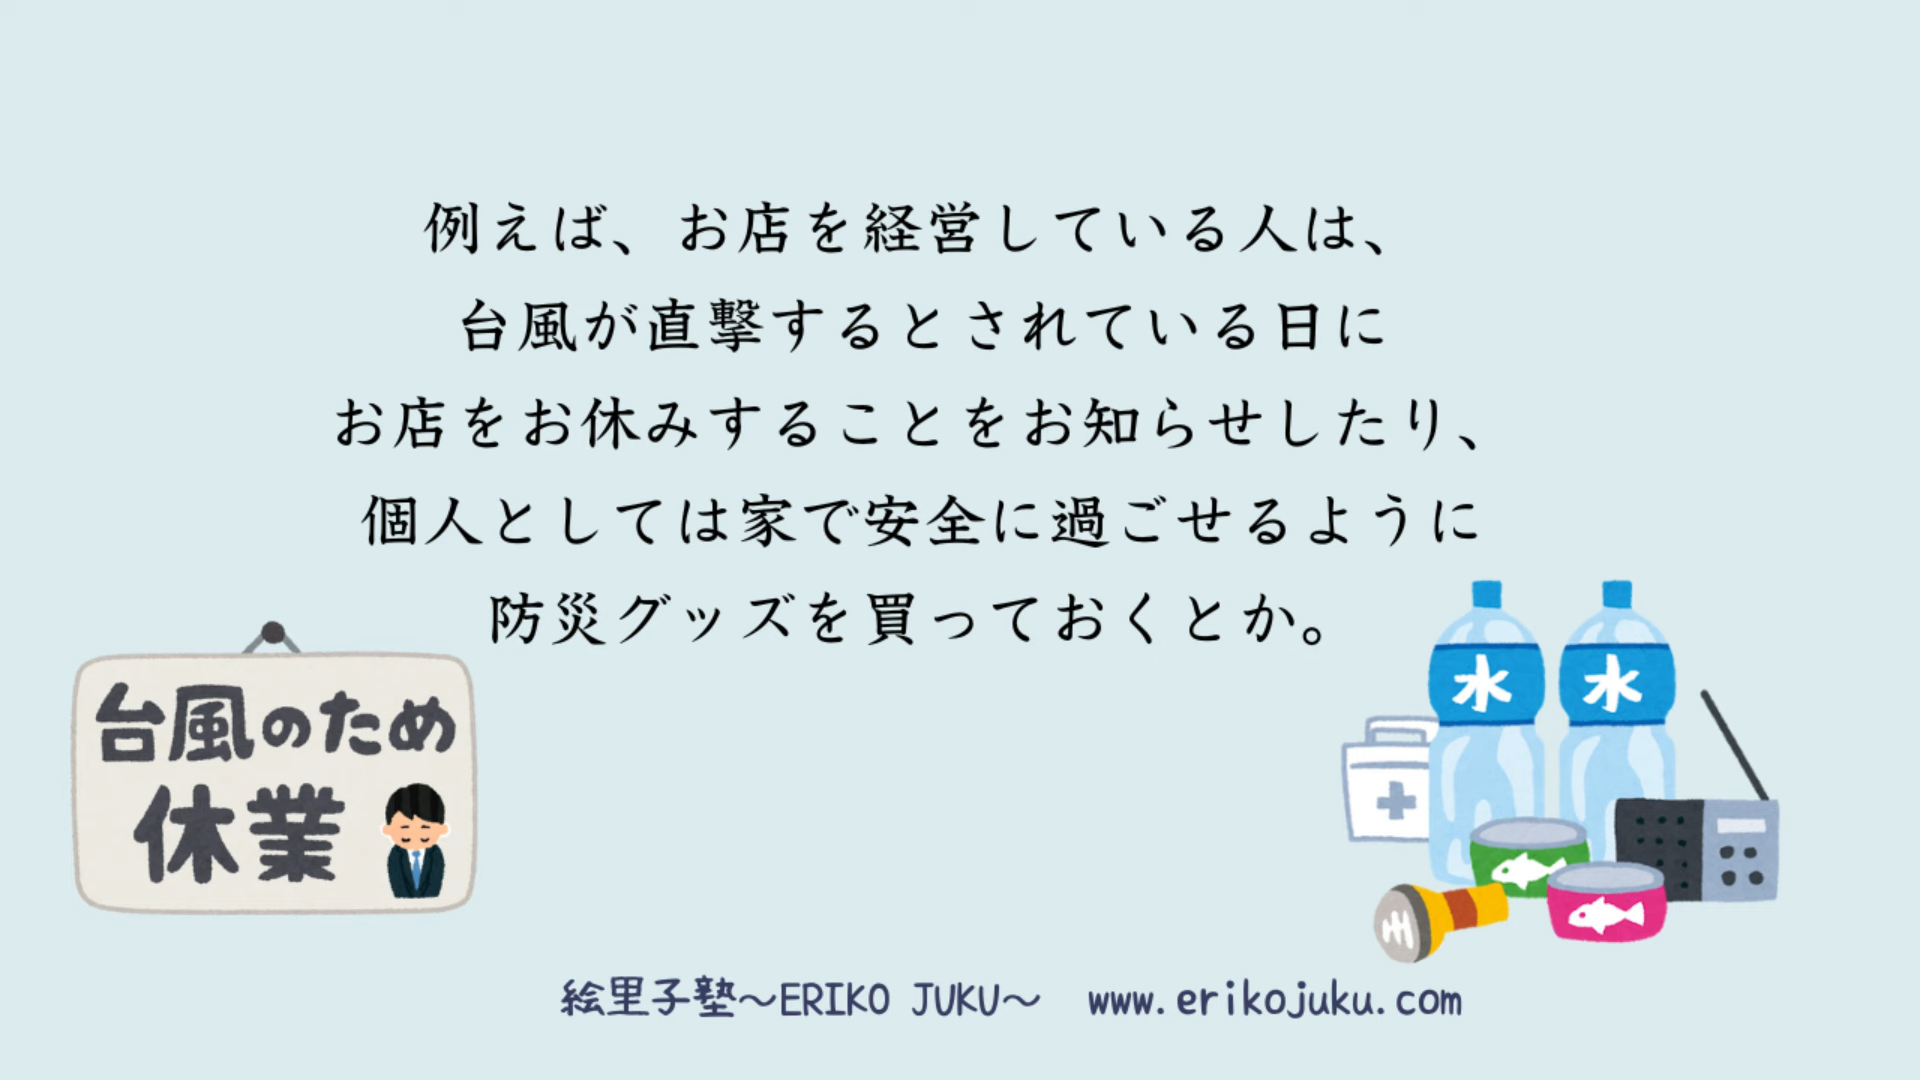 例えば、お店を経営している人は、
台風が直撃するとされている日に
お店をお休みすることをお知らせしたり、
個人としては家で安全に過ごせるように
防災グッズを買っておくとか。
台風のため
休業
水
水
絵里子塾～ERIKO JUKU～ www.erikojuku.com